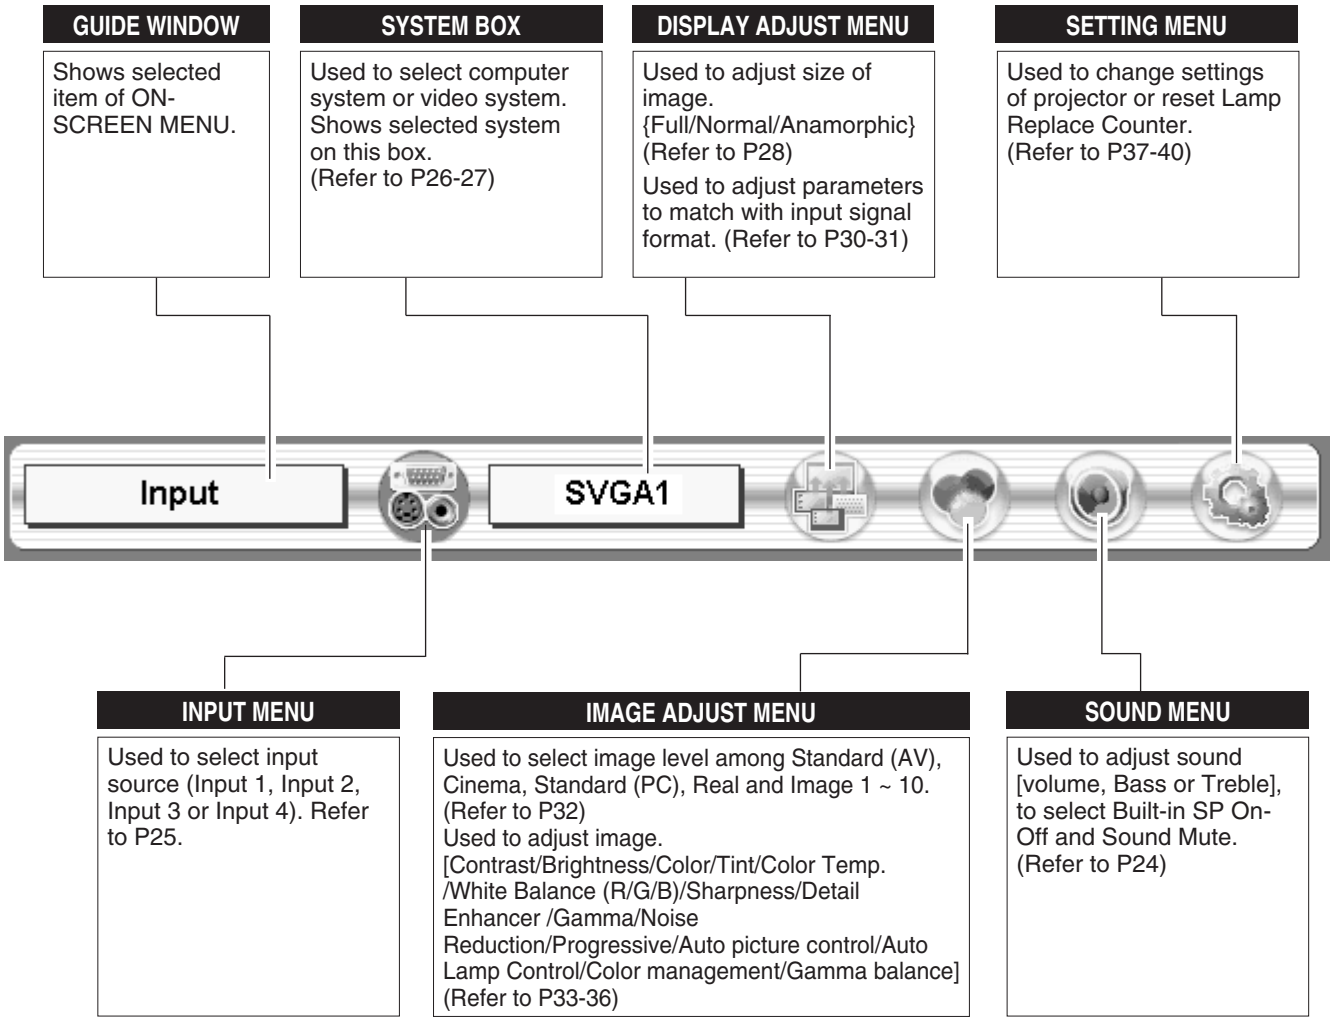 GUIDE WINDOW
Shows selected
item of ON-
SCREEN MENU.
SYSTEM BOX
Used to select computer
system or video system.
Shows selected system
on this box.
(Refer to P26-27)
DISPLAY ADJUST MENU
Used to adjust size of
image.
{Full/Normal/Anamorphic}
(Refer to P28)
Used to adjust parameters
to match with input signal
format. (Refer to P30-31)
SETTING MENU
Used to change settings
of projector or reset Lamp
Replace Counter.
(Refer to P37-40)
Input
SVGA1
INPUT MENU
Used to select input
source (Input 1, Input 2,
Input 3 or Input 4). Refer
to P25.
IMAGE ADJUST MENU
Used to select image level among Standard (AV),
Cinema, Standard (PC), Real and Image 1 ~ 10.
(Refer to P32)
Used to adjust image.
[Contrast/Brightness/Color/Tint/Color Temp.
/White Balance (R/G/B)/Sharpness/Detail
Enhancer /Gamma/Noise
Reduction/Progressive/Auto picture control/Auto
Lamp Control/Color management/Gamma balance]
(Refer to P33-36)
SOUND MENU
Used to adjust sound
[volume, Bass or Treble],
to select Built-in SP On-
Off and Sound Mute.
(Refer to P24)